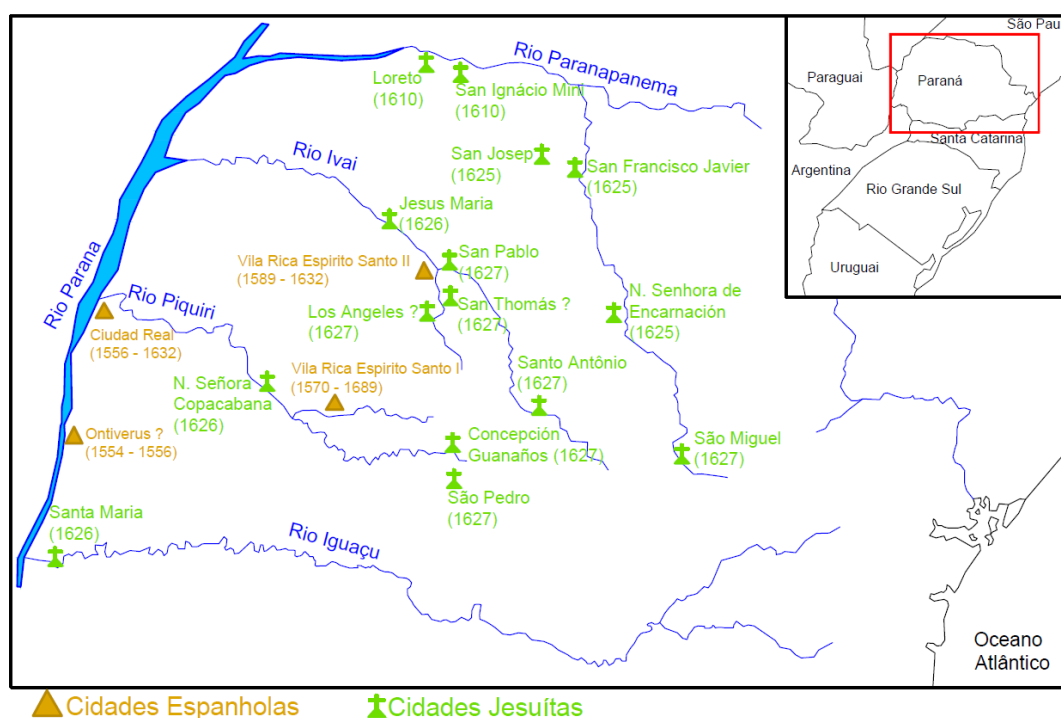 São Pau
Paraguai
Paraná
Santa Catarina
Argentina
Rio Grande Sul
Uruguai
Rio Paranapanema
Loreto
(1610)
San Ignácio Mini
(1610)
Rio Ivai
San Josep
(1625)
San Francisco Javier
(1625)
Jesus Maria
(1626)
San Pablo
(1627)
Vila Rica Espirito Santo II
(1589 - 1632)
Rio Parana
Rio Piquiri
Los Angeles ?
(1627)
San Thomás ?
(1627)
N. Senhora de
Encarnación
(1625)
Ciudad Real
(1556 - 1632)
Vila Rica Espirito Santo I
(1570 - 1689)
Santo Antônio
(1627)
N. Señora
Copacabana
(1626)
Ontiverus ?
(1554 - 1556)
Concepción
Guanaños (1627)
São Miguel
(1627)
São Pedro
(1627)
Santa Maria
(1626)
Rio Iguaçu
Oceano
Atlântico
Cidades Espanholas
Cidades Jesuítas